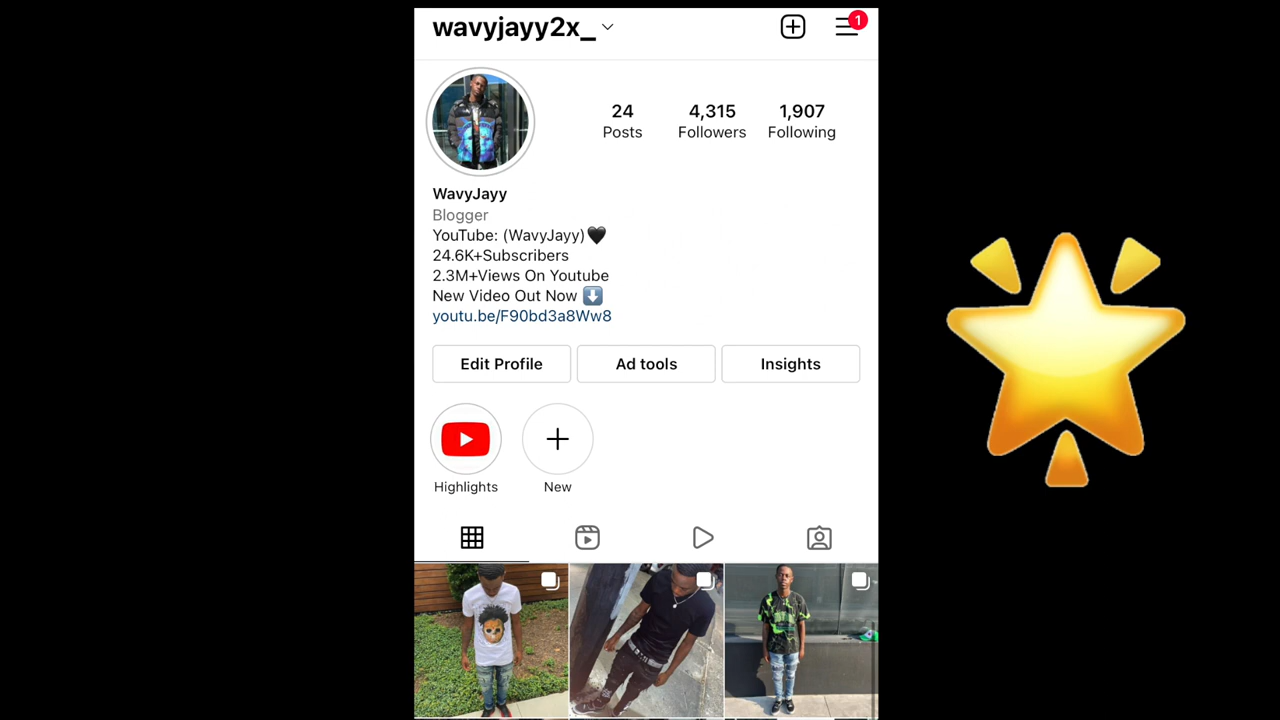 wavyjayy2x_
1
24
Posts
4,315
Followers
1,907
Following
WavyJayy
Blogger
YouTube: (WavyJayy)🖤
24.6K+Subscribers
2.3M+Views On Youtube
New Video Out Now ⬇️
youtu.be/F90bd3a8Ww8
Edit Profile
Ad tools
Insights
Highlights
New